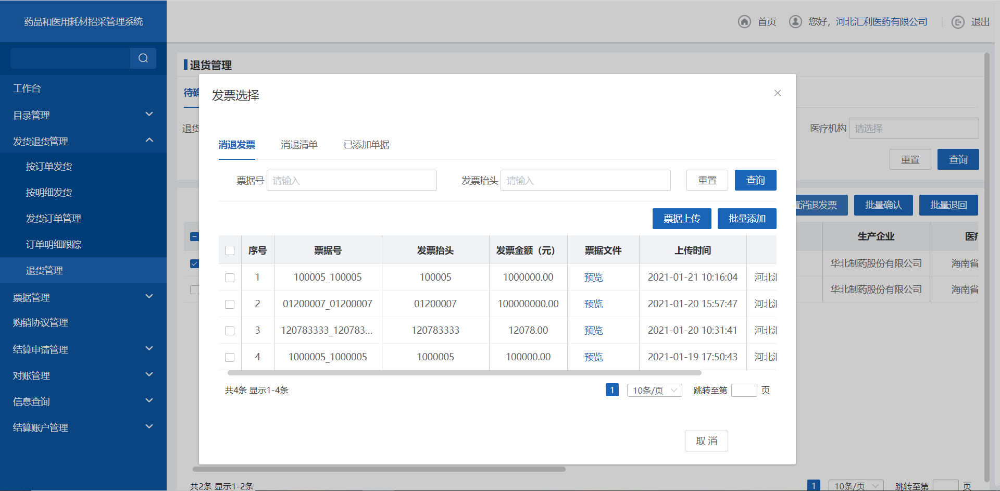 药品和医用耗材招采管理系统
首页
您好，河北汇利医药有限公司
退出
工作台
目录管理
发货退货管理
按订单发货
按明细发货
发货订单管理
订单明细跟踪
退货管理
票据管理
购销协议管理
结算申请管理
对账管理
信息查询
结算账户管理
退货管理
待确
退货
医疗机构 请选择
重置 查询
置消退发票 批量确认 批量退回
生产企业 医疗
华北制药股份有限公司 海南省
华北制药股份有限公司 海南省
共2条 显示1-2条
1 10条/页 跳转至第 页
发票选择
消退发票 消退清单 已添加单据
票据号 请输入 发票抬头 请输入 重置 查询
票据上传 批量添加
序号 票据号 发票抬头 发票金额（元） 票据文件 上传时间
1 100005_100005 100005 1000000.00 预览 2021-01-21 10:16:04 河北汇
2 01200007_01200007 01200007 100000000.00 预览 2021-01-20 15:57:47 河北汇
3 120783333_120783... 120783333 12078.00 预览 2021-01-20 10:31:41 河北汇
4 1000005_1000005 1000005 100000.00 预览 2021-01-19 17:50:43 河北汇
共4条 显示1-4条
1 10条/页 跳转至第 页
取 消